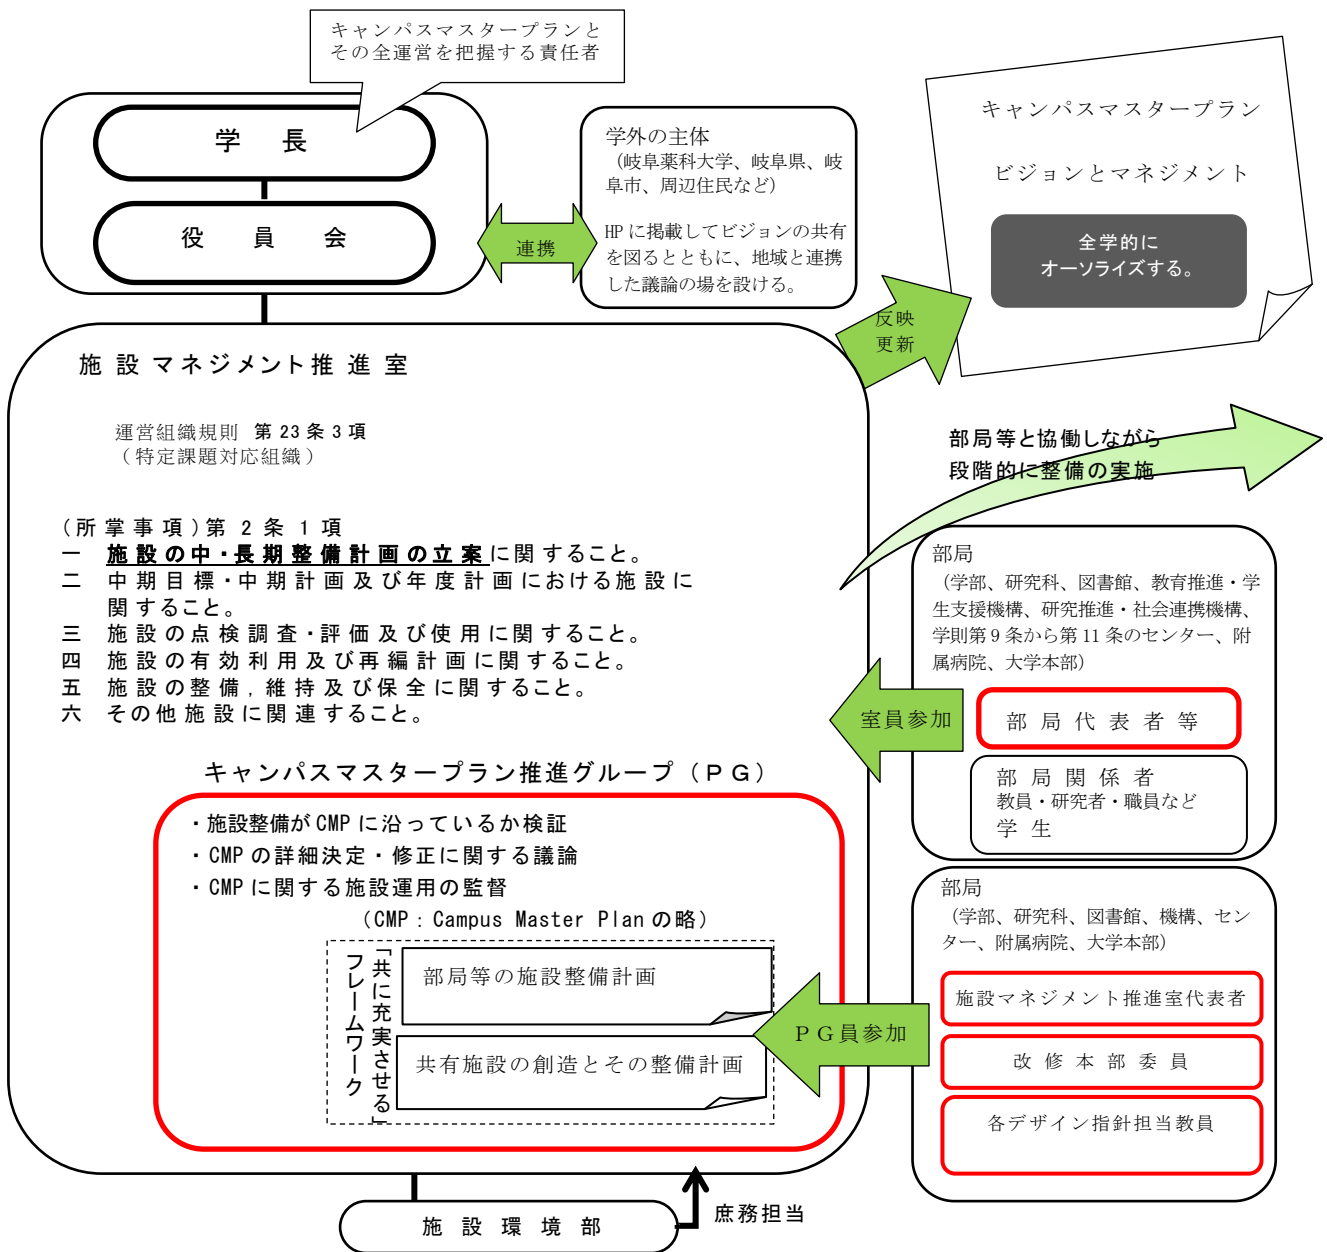 キャンパスマスタープランと
その全運営を把握する責任者
学長
役員会
連携
学外の主体
（岐阜薬科大学、岐阜県、岐
阜市、周辺住民など）
HPに掲載してビジョンの共有
を図るとともに、地域と連携
した議論の場を設ける。
キャンパスマスタープラン
ビジョンとマネジメント
全学的に
オーソライズする。
反映
更新
施設マネジメント推進室
運営組織規則 第23条3項
（特定課題対応組織）
(所掌事項)第2条1項
一 施設の中・長期整備計画の立案に関すること。
二 中期目標・中期計画及び年度計画における施設に
関すること。
三 施設の点検調査・評価及び使用に関すること。
四 施設の有効利用及び再編計画に関すること。
五 施設の整備，維持及び保全に関すること。
六 その他施設に関連すること。
部局等と協働しながら
段階的に整備の実施
部局
（学部、研究科、図書館、教育推進・学
生支援機構、研究推進・社会連携機構、
学則第9条から第11条のセンター、附
属病院、大学本部）
室員参加
部局代表者等
部局関係者
教員・研究者・職員など
学生
キャンパスマスタープラン推進グループ（ＰＧ）
・施設整備がCMPに沿っているか検証
・CMPの詳細決定・修正に関する議論
・CMPに関する施設運用の監督
（CMP：Campus Master Planの略）
「共に充実させる」
フレームワーク
部局等の施設整備計画
共有施設の創造とその整備計画
ＰＧ員参加
部局
（学部、研究科、図書館、機構、セン
ター、附属病院、大学本部）
施設マネジメント推進室代表者
改修本部委員
各デザイン指針担当教員
施設環境部
庶務担当